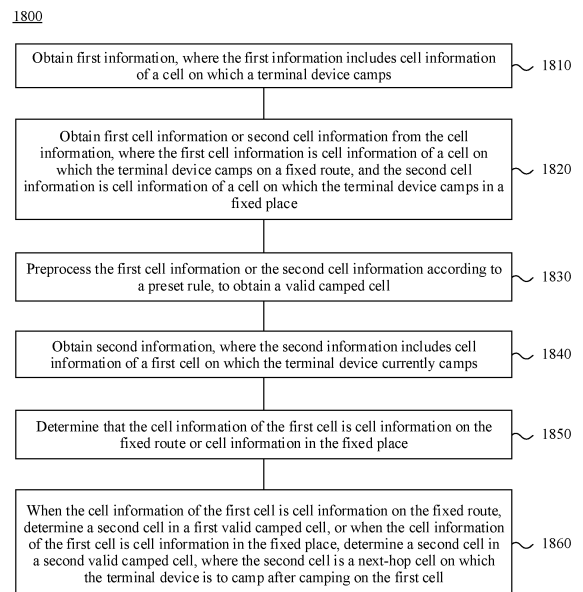 1800
Obtain first information, where the first information includes cell information
of a cell on which a terminal device camps
1810
Obtain first cell information or second cell information from the cell
information, where the first cell information is cell information of a cell on
which the terminal device camps on a fixed route, and the second cell
information is cell information of a cell on which the terminal device camps in a
fixed place
1820
Preprocess the first cell information or the second cell information according to
a preset rule, to obtain a valid camped cell
1830
Obtain second information, where the second information includes cell
information of a first cell on which the terminal device currently camps
1840
Determine that the cell information of the first cell is cell information on the
fixed route or cell information in the fixed place
1850
When the cell information of the first cell is cell information on the fixed route,
determine a second cell in a first valid camped cell, or when the cell information
of the first cell is cell information in the fixed place, determine a second cell in
a second valid camped cell, where the second cell is a next-hop cell on which
the terminal device is to camp after camping on the first cell
1860